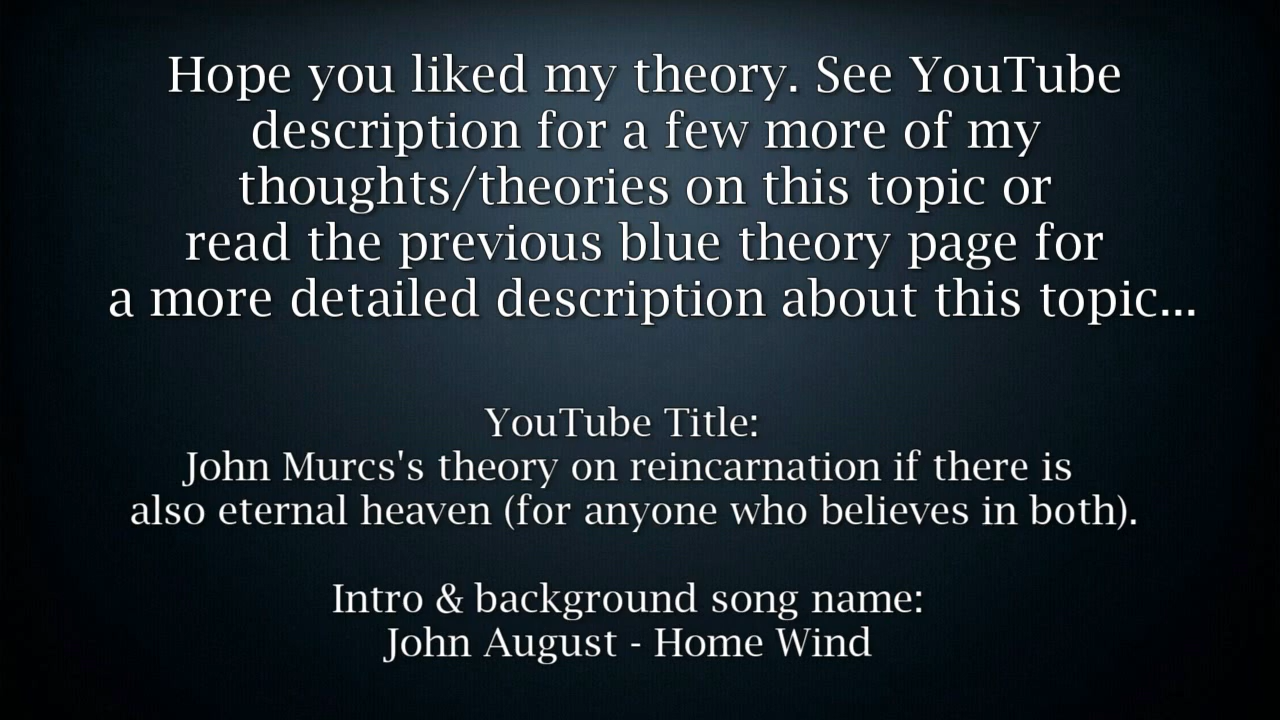 Hope you liked my theory. See YouTube
description for a few more of my
thoughts/theories on this topic or
read the previous blue theory page for
a more detailed description about this topic...
YouTube Title:
John Murcs's theory on reincarnation if there is
also eternal heaven (for anyone who believes in both).
Intro & background song name:
John August - Home Wind